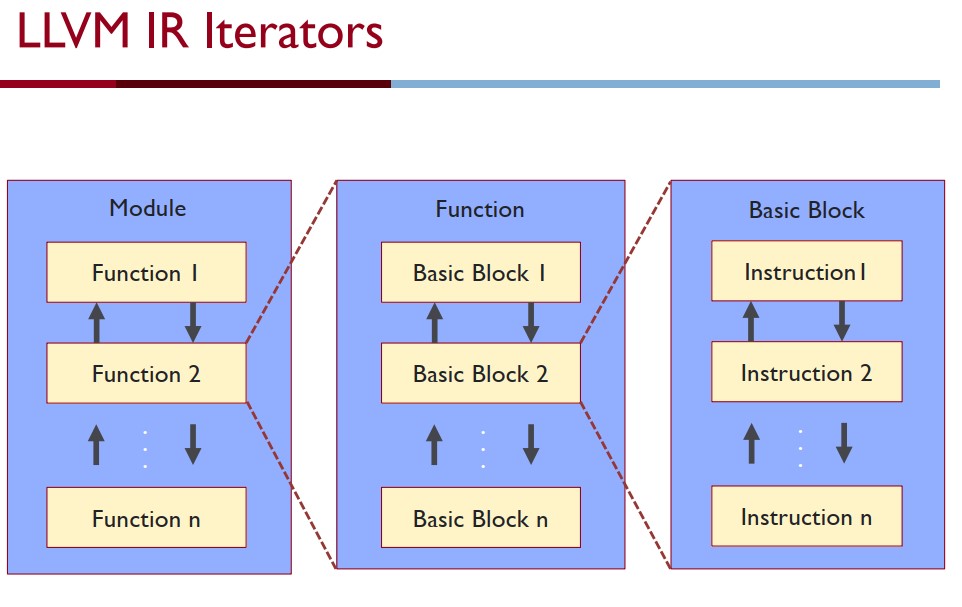 LLVM IR Iterators
Module
Function 1
Function 2
Function n
Function
Basic Block 1
Basic Block 2
Basic Block n
Basic Block
Instruction1
Instruction 2
Instruction n